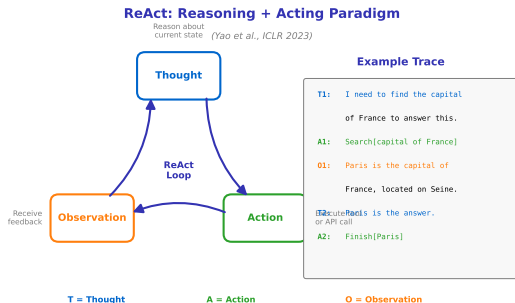 ReAct: Reasoning + Acting Paradigm
(Yao et al., ICLR 2023)
Reason about
current state
Thought
ReAct
Loop
Observation
Receive
feedback
Action
or API call
Example Trace
T1: I need to find the capital
of France to answer this.
A1: Search[capital of France]
O1: Paris is the capital of
France, located on Seine.
T2: Paris is the answer.
A2: Finish[Paris]
T = Thought
A = Action
O = Observation